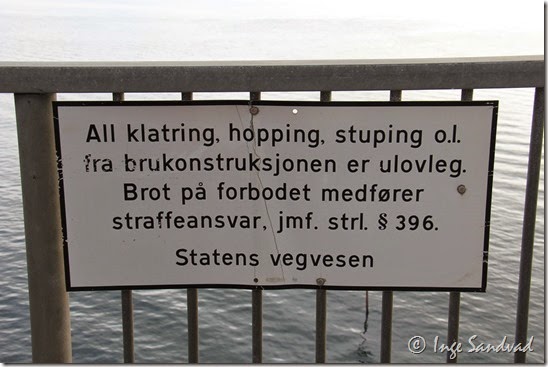 All klatring, hopping, stuping o.l.
fra brukonstruksjonen er ulovleg.
Brot på forbodet medfører
straffeansvar, jmf. strl. § 396.
Statens vegvesen
© Inge Sandvad